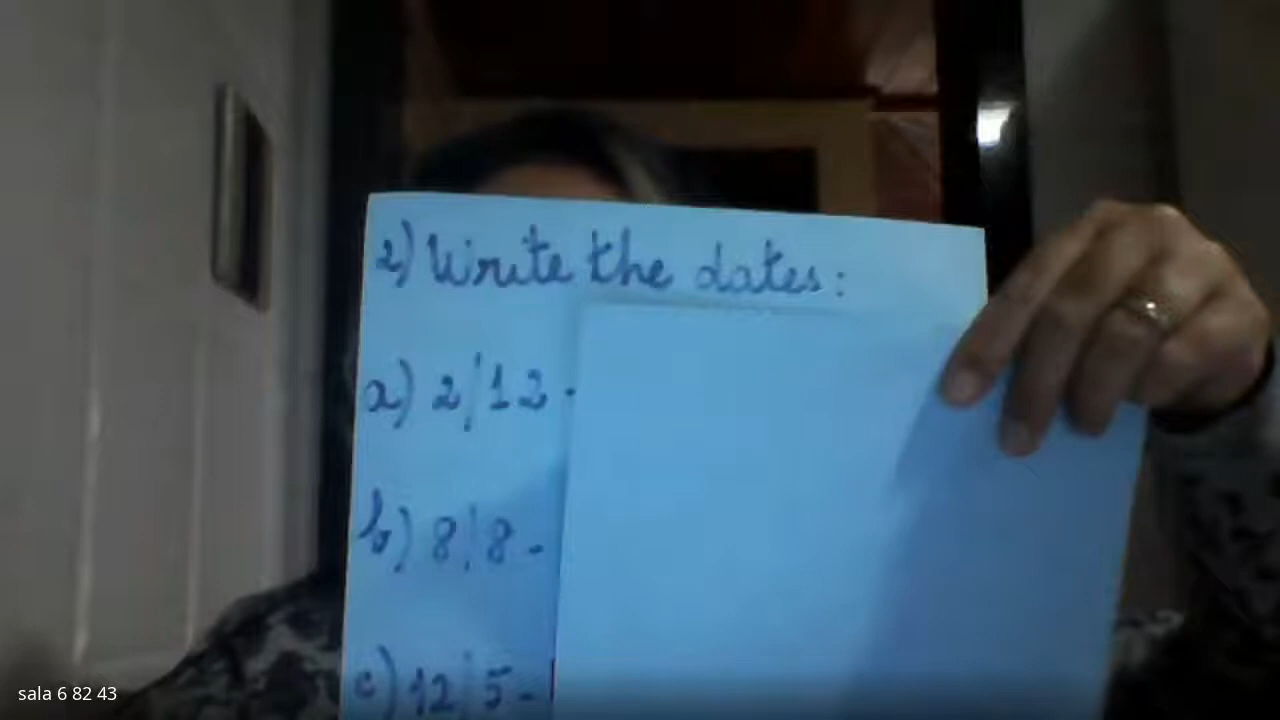 2) Write the dates:
a) 2/12 -
b) 8/8 -
c) 12/5 -
sala 6 82 43